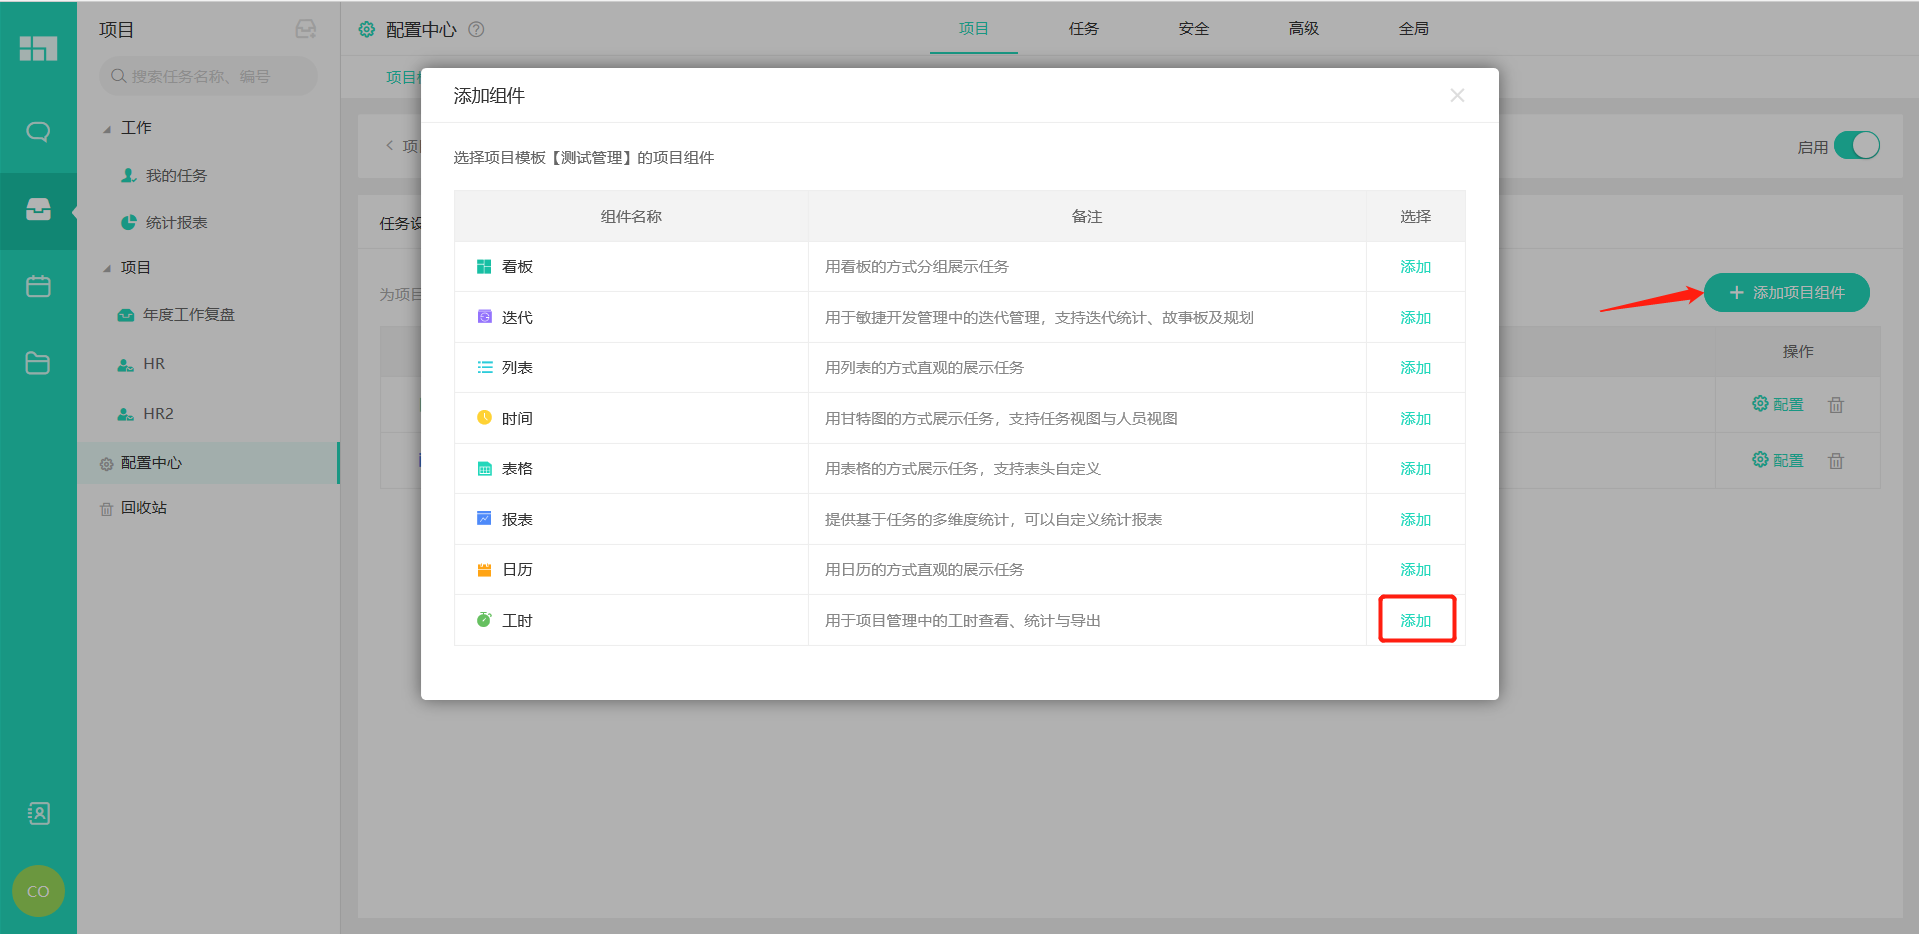 项目
搜索任务名称、编号
工作
我的任务
统计报表
项目
年度工作复盘
HR
HR2
配置中心
回收站
CO
配置中心
项目
任务
安全
高级
全局
项目
启用
任务设
为项目
添加项目组件
操作
配置
配置
添加组件
选择项目模板【测试管理】的项目组件
组件名称 备注 选择
看板 用看板的方式分组展示任务 添加
迭代 用于敏捷开发管理中的迭代管理，支持迭代统计、故事板及规划 添加
列表 用列表的方式直观的展示任务 添加
时间 用甘特图的方式展示任务，支持任务视图与人员视图 添加
表格 用表格的方式展示任务，支持表头自定义 添加
报表 提供基于任务的多维度统计，可以自定义统计报表 添加
日历 用日历的方式直观的展示任务 添加
工时 用于项目管理中的工时查看、统计与导出 添加